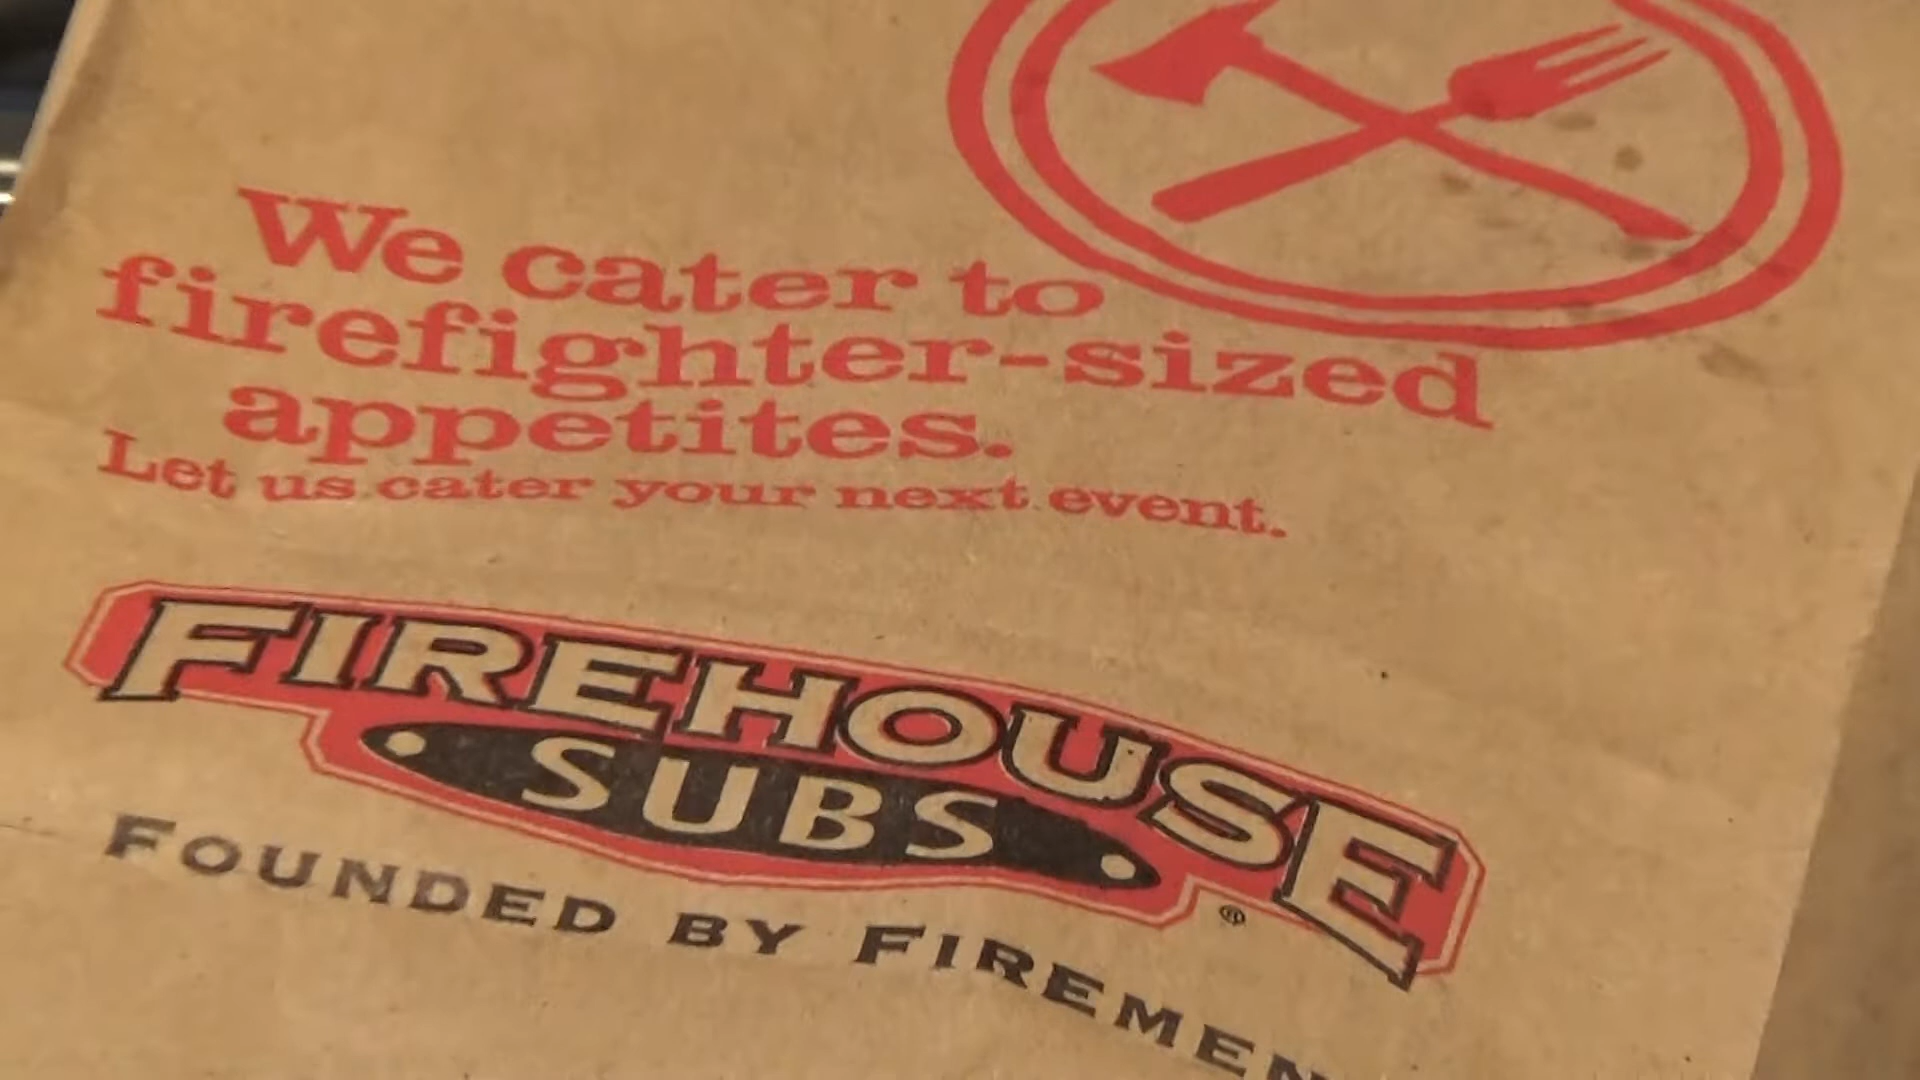 We cater to
firefighter-sized
appetites.
Let us cater your next event.
FIREHOUSE
SUBS
®
FOUNDED BY FIREMEN